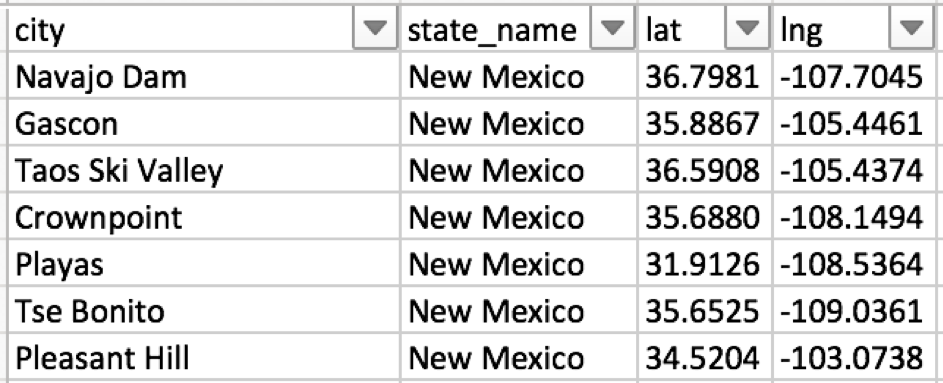 city state_name lat lng
Navajo Dam New Mexico 36.7981 -107.7045
Gascon New Mexico 35.8867 -105.4461
Taos Ski Valley New Mexico 36.5908 -105.4374
Crownpoint New Mexico 35.6880 -108.1494
Playas New Mexico 31.9126 -108.5364
Tse Bonito New Mexico 35.6525 -109.0361
Pleasant Hill New Mexico 34.5204 -103.0738